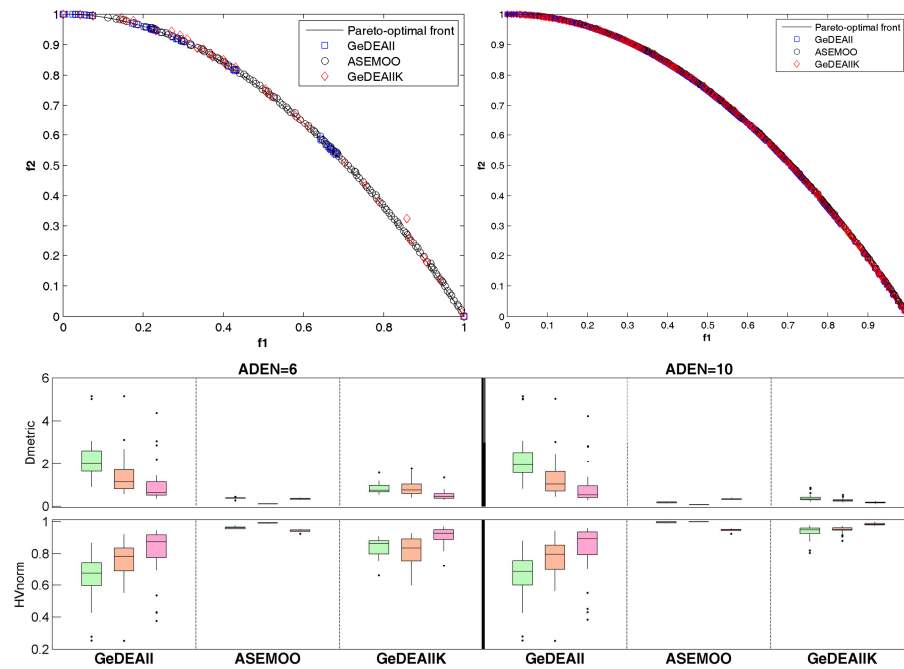 1
0.9
0.8
0.7
0.6
0.5
0.4
0.3
0.2
0.1
0
0 0.2 0.4 0.6 0.8 1
f1
f2
Pareto-optimal front
GeDEAII
ASEMOO
GeDEAIIK
1
0.9
0.8
0.7
0.6
0.5
0.4
0.3
0.2
0.1
0
0 0.1 0.2 0.3 0.4 0.5 0.6 0.7 0.8 0.9
f1
f2
Pareto-optimal front
GeDEAII
ASEMOO
GeDEAIIK
ADEN=6 ADEN=10
6
4
2
0
Dmetric
1
0.8
0.6
0.4
0.2
HVnorm
GeDEAII ASEMOO GeDEAIIK GeDEAII ASEMOO GeDEAIIK